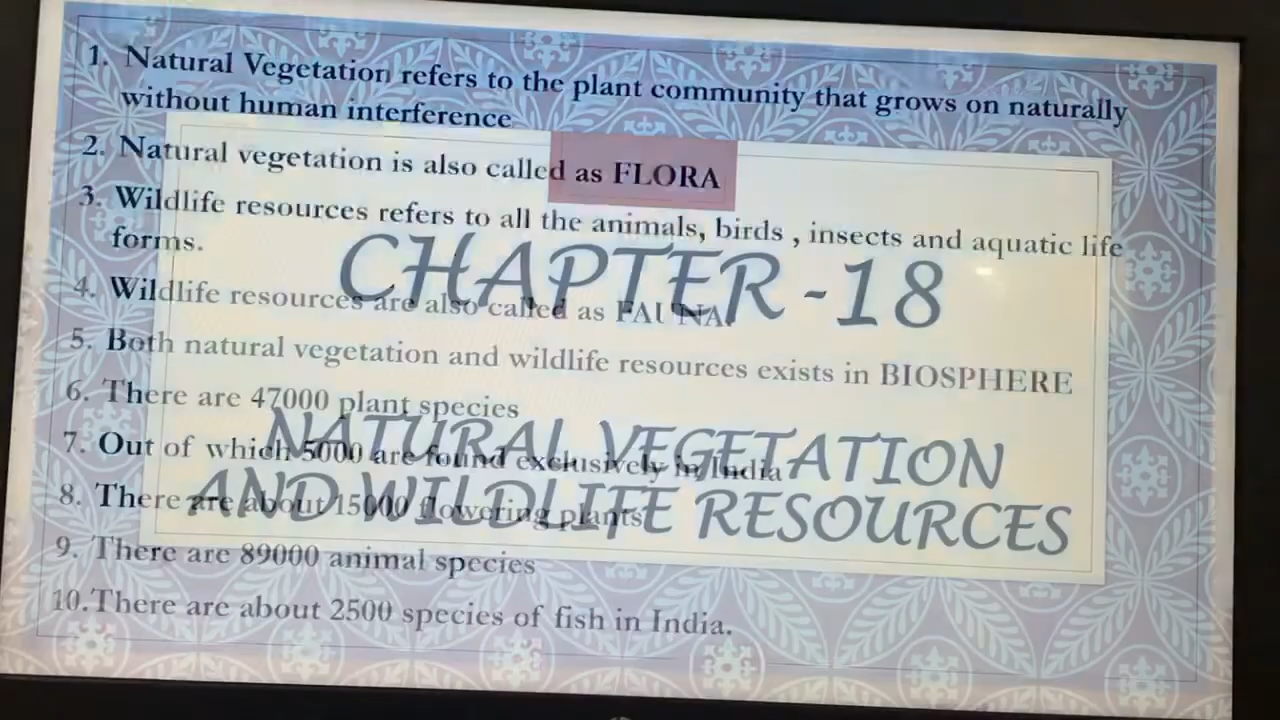 1. Natural Vegetation refers to the plant community that grows on naturally
without human interference
2. Natural vegetation is also called as FLORA
3. Wildlife resources refers to all the animals, birds , insects and aquatic life
forms.
CHAPTER -18
4. Wildlife resources are also called as FAUNA.
5. Both natural vegetation and wildlife resources exists in BIOSPHERE
6. There are 47000 plant species
NATURAL VEGETATION
7. Out of which 5000 are found exclusively in India
AND WILDLIFE RESOURCES
8. There are about 15000 flowering plants
9. There are 89000 animal species
10.There are about 2500 species of fish in India.